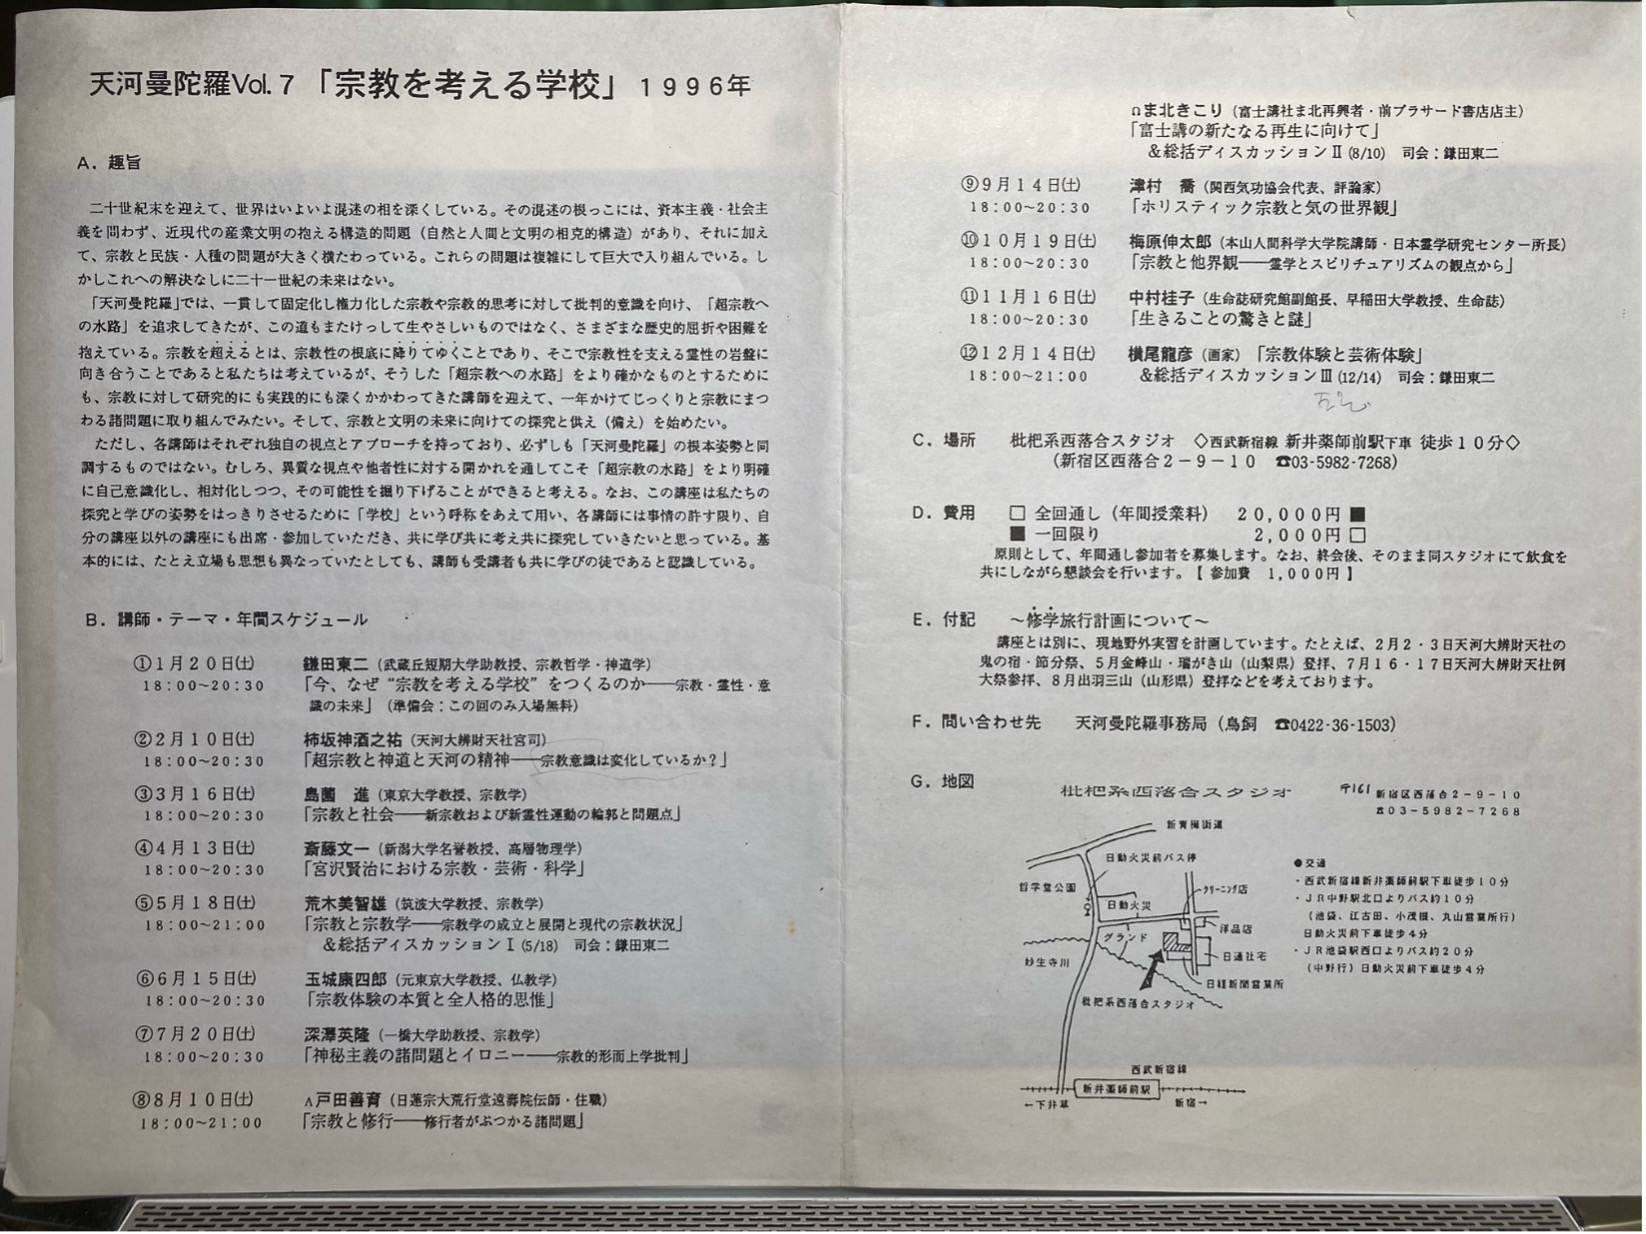 天河曼陀羅Vol.7「宗教を考える学校」1996年
A．趣旨
二十世紀末を迎えて、世界はいよいよ混迷の相を深くしている。その混迷の根っこには、資本主義・社会主
義を問わず、近現代の産業文明の抱える構造的問題（自然と人間と文明の相克的構造）があり、それに加え
て、宗教と民族・人種の問題が大きく横たわっている。これらの問題は複雑にして巨大で入り組んでいる。し
かしこれへの解決なしに二十一世紀の未来はない。
「天河曼陀羅」では、一貫して固定化し権力化した宗教や宗教的思考に対して批判的意識を向け、「超宗教へ
の水路」を追求してきたが、この道もまたけっして生やさしいものではなく、さまざまな歴史的屈折や困難を
抱えている。宗教を超えるとは、宗教性の根底に降りてゆくことであり、そこで宗教性を支える霊性の岩盤に
向き合うことであると私たちは考えているが、そうした「超宗教への水路」をより確かなものとするためにに
も、宗教に対して研究的にも実践的にも深くかかわってきた講師を迎えて、一年かけてじっくりと宗教にまつ
わる諸問題に取り組んでみたい。そして、宗教と文明の未来に向けての探究と供え（備え）を始めたい。
ただし、各講師はそれぞれ独自の視点とアプローチを持っており、必ずしも「天河曼陀羅」の根本姿勢と同
調するものではない。むしろ、異質な視点や他者性に対する開かれを通してこそ「超宗教の水路」をより明確
に自己意識化し、相対化しつつ、その可能性を掘り下げることができると考える。なお、この講座は私たちの
探究と学びの姿勢をはっきりさせるために「学校」という呼称をあえて用い、各講師には事情の許す限り、自
分の講座以外の講座にも出席・参加していただき、共に学び共に考え共に探究していきたいと思っている。基
本的には、たとえ立場も思想も異なっていたとしても、講師も受講者も共に学びの徒であると認識している。
B．講師・テーマ・年間スケジュール
①1月20日(土) 鎌田東二（武蔵丘短期大学助教授、宗教哲学・神道学）
18:00~20:30 「今、なぜ“宗教を考える学校”をつくるのか――宗教・霊性・意
識の未来」（準備会：この回のみ入場無料）
②2月10日(土) 柿坂神酒之祐（天河大辨財天社宮司）
18:00~20:30 「超宗教と神道と天河の精神――宗教意識は変化しているか？」
③3月16日(土) 島薗　進（東京大学教授、宗教学）
18:00~20:30 「宗教と社会――新宗教および新霊性運動の輪郭と問題点」
④4月13日(土) 斎藤文一（新潟大学名誉教授、高層物理学）
18:00~20:30 「宮沢賢治における宗教・芸術・科学」
⑤5月18日(土) 荒木美智雄（筑波大学教授、宗教学）
18:00~21:00 「宗教と宗教学――宗教学の成立と展開と現代の宗教状況」
＆総括ディスカッションⅠ(5/18)　司会：鎌田東二
⑥6月15日(土) 玉城康四郎（元東京大学教授、仏教学）
18:00~20:30 「宗教体験の本質と全人格的思惟」
⑦7月20日(土) 深澤英隆（一橋大学助教授、宗教学）
18:00~20:30 「神秘主義の諸問題とイロニー――宗教的形而上学批判」
⑧8月10日(土) ∧戸田善育（日蓮宗大荒行堂遠壽院伝師・住職）
18:00~21:00 「宗教と修行――修行者がぶつかる諸問題」
∩ま北きこり（富士講社ま北再興者・前プラサード書店店主）
「富士講の新たなる再生に向けて」
＆総括ディスカッションⅡ(8/10)　司会：鎌田東二
⑨9月14日(土) 津村　喬（関西気功協会代表、評論家）
18:00~20:30 「ホリスティック宗教と気の世界観」
⑩10月19日(土) 梅原伸太郎（本山人間科学大学院講師・日本霊学研究センター所長）
18:00~20:30 「宗教と他界観――霊学とスピリチュアリズムの観点から」
⑪11月16日(土) 中村桂子（生命誌研究館副館長、早稲田大学教授、生命誌）
18:00~20:30 「生きることの驚きと謎」
⑫12月14日(土) 横尾龍彦（画家）「宗教体験と芸術体験」
18:00~21:00 ＆総括ディスカッションⅢ(12/14)　司会：鎌田東二
C．場所　枇杷系西落合スタジオ　◇西武新宿線 新井薬師前駅下車 徒歩10分◇
（新宿区西落合2－9－10　☎03-5982-7268）
D．費用　□ 全回通し（年間授業料）　20,000円 ■
■ 一回限り　2,000円 □
原則として、年間通し参加者を募集します。なお、終会後、そのまま同スタジオにて飲食を
共にしながら懇談会を行います。【 参加費　1,000円 】
E．付記　～修学旅行計画について～
講座とは別に、現地野外実習を計画しています。たとえば、2月2・3日天河大辨財天社の
鬼の宿・節分祭、5月金峰山・瑞がき山（山梨県）登拝、7月16・17日天河大辨財天社例
大祭参拝、8月出羽三山（山形県）登拝などを考えております。
F．問い合わせ先　天河曼陀羅事務局（鳥飼　☎0422-36-1503）
G．地図
枇杷系西落合スタジオ　〒161 新宿区西落合2-9-10
☎03-5982-7268
新青梅街道
日動火災前バス停
哲学堂公園
クリーニング店
日動火災
洋品店
グランド
妙生寺川
日通社宅
日経新聞営業所
枇杷系西落合スタジオ
西武新宿線
新井薬師前駅
←下井草
新宿→
●交通
・西武新宿線新井薬師前駅下車徒歩10分
・JR中野駅北口よりバス約10分
（池袋、江古田、小茂根、丸山営業所行）
日動火災前下車徒歩4分
・JR池袋駅西口よりバス約20分
（中野行）日動火災前下車徒歩4分